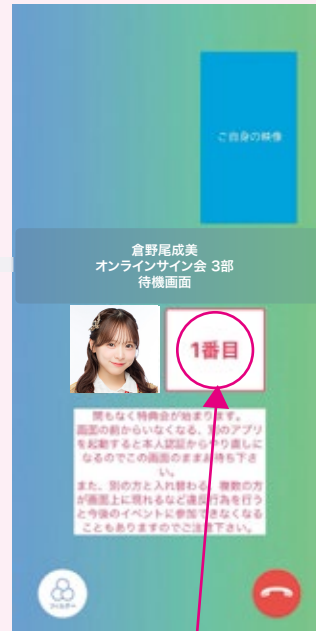 ご自身の映像
倉野尾成美
オンラインサイン会 3部
待機画面
1番目
間もなく特典会が始まります。
画面の前からいなくなる、別のアプリ
を起動すると本人認証からやり直しに
なるのでこの画面のままお待ち下さ
い。
また、別の方と入れ替わる、複数の方
が画面上に現れるなど違反行為を行う
と今後のイベントに参加できなくなる
こともありますのでご注意下さい。
フィルター